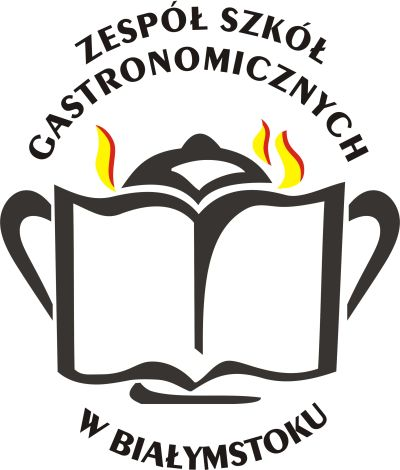 ZESPÓŁ SZKÓŁ
GASTRONOMICZNYCH
W BIAŁYMSTOKU